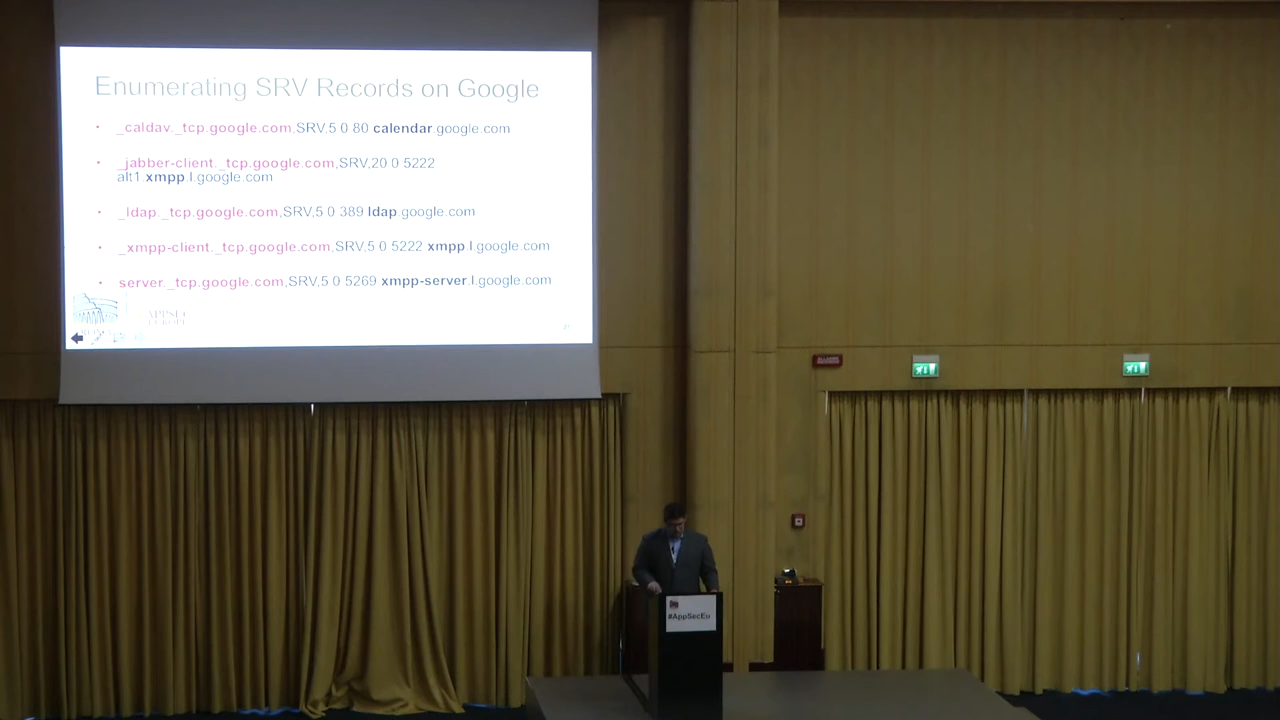 Enumerating SRV Records on Google
_caldav._tcp.google.com,SRV,5 0 80 calendar.google.com
_jabber-client._tcp.google.com,SRV,20 0 5222
alt1.xmpp.l.google.com
_ldap._tcp.google.com,SRV,5 0 389 ldap.google.com
_xmpp-client._tcp.google.com,SRV,5 0 5222 xmpp.l.google.com
server._tcp.google.com,SRV,5 0 5269 xmpp-server.l.google.com
APPSEC
EUROPE
#AppSecEu